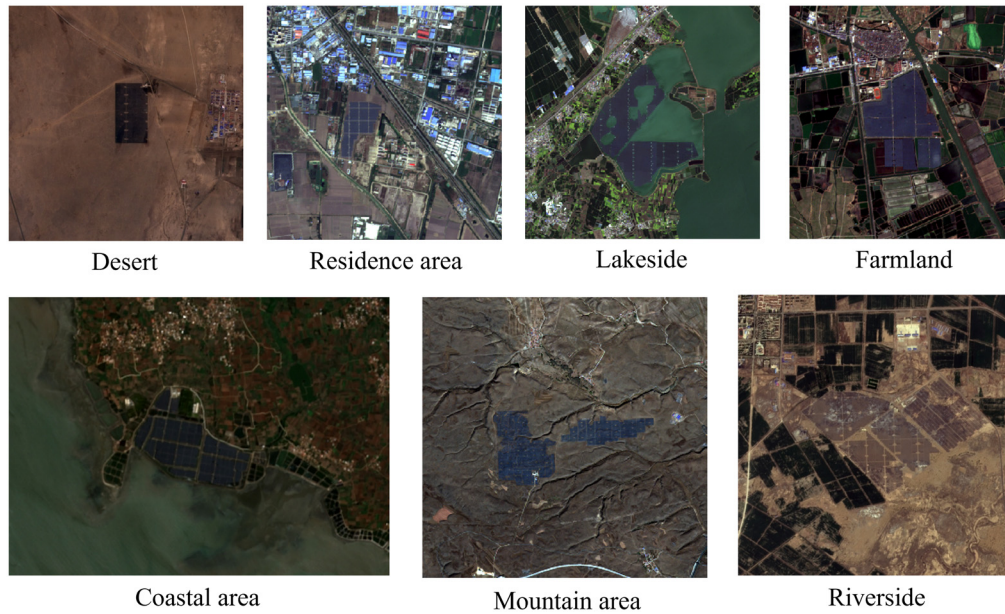 Desert
Residence area
Lakeside
Farmland
Coastal area
Mountain area
Riverside